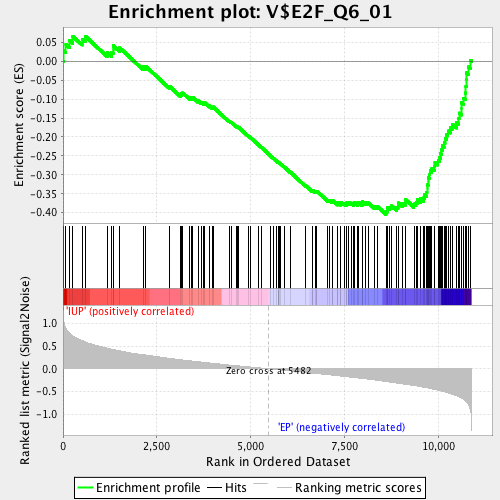 Enrichment plot: V$E2F_Q6_01
Enrichment score (ES)
0.05
0.00
-0.05
-0.10
-0.15
-0.20
-0.25
-0.30
-0.35
-0.40
Ranked list metric (Signal2Noise)
1.0
0.5
0.0
-0.5
-1.0
'IUP' (positively correlated)
Zero cross at 5482
'EP' (negatively correlated)
0
2,500
5,000
7,500
10,000
Rank in Ordered Dataset
Enrichment profile
Hits
Ranking metric scores